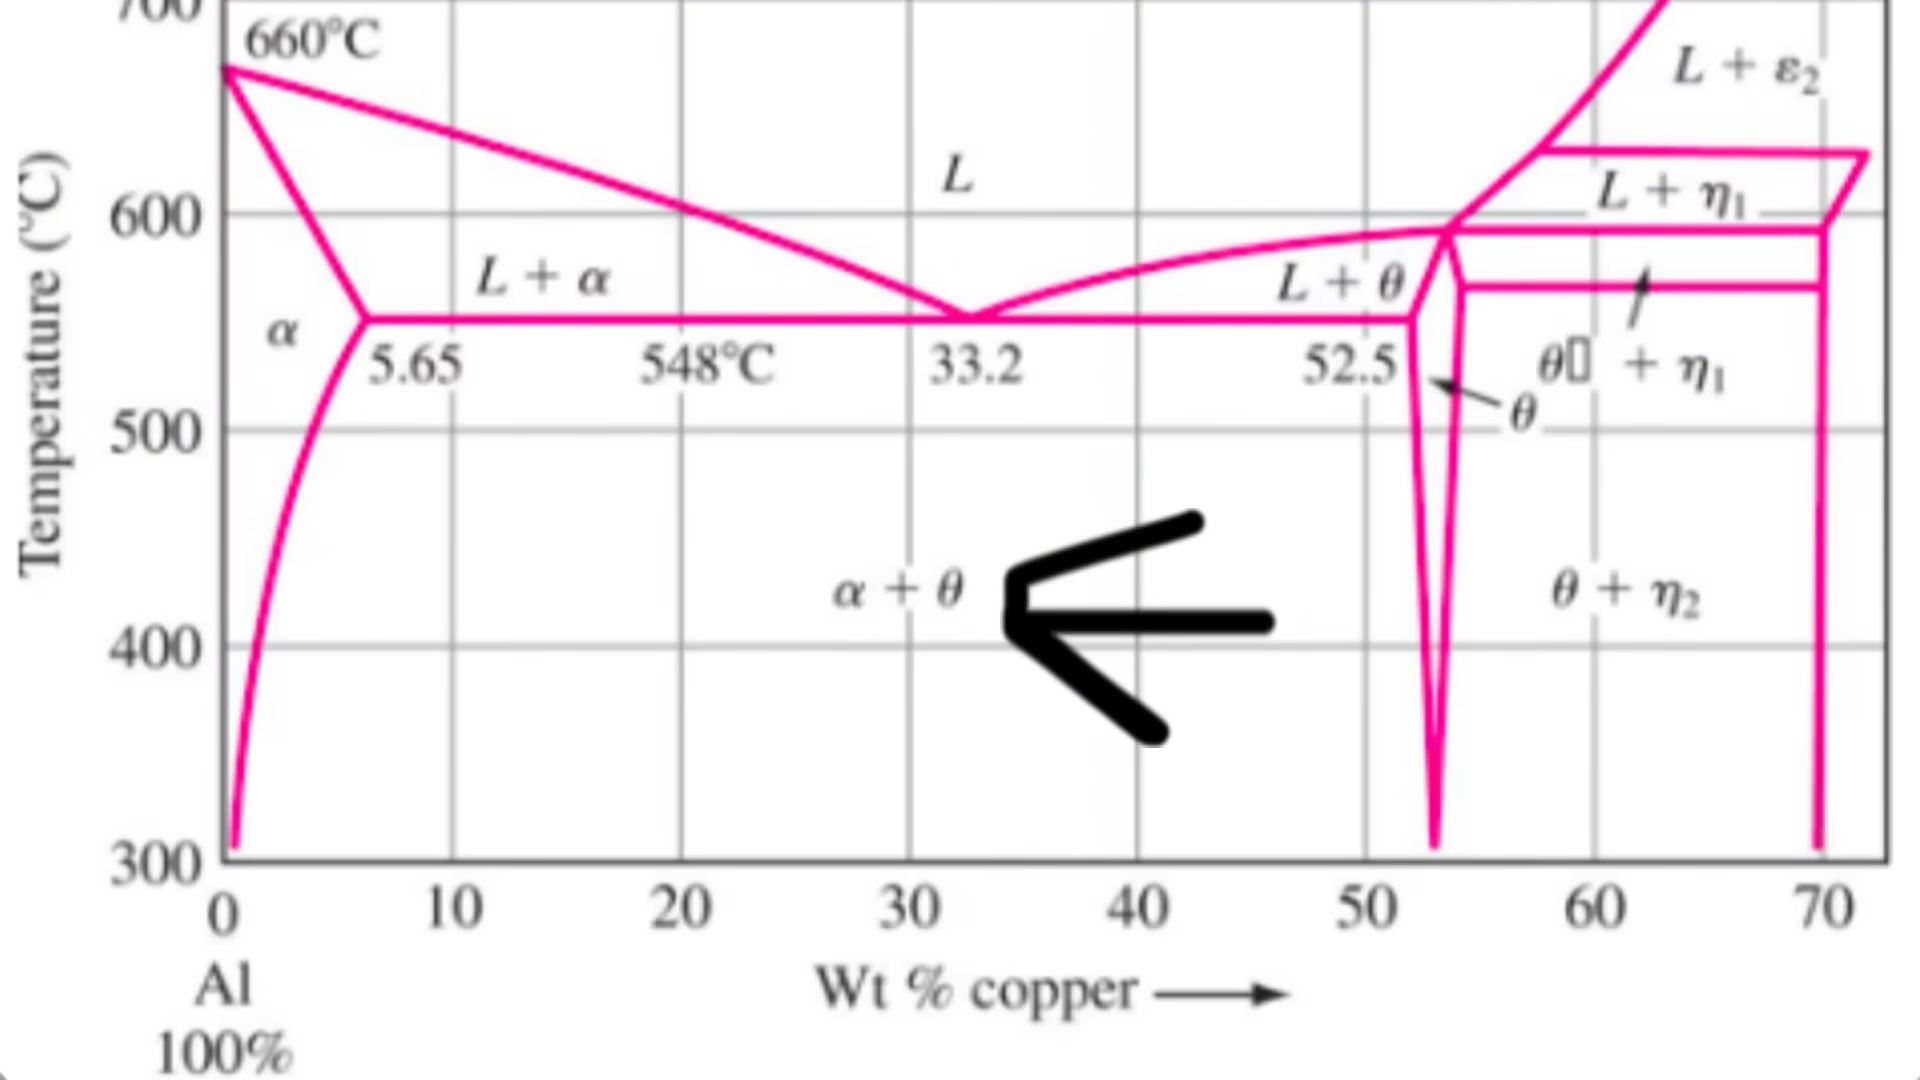 700
660°C
L + ε₂
L
L + η₁
600
L + α
L + θ
α
5.65
548°C
33.2
52.5
θ▯ + η₁
θ
500
α + θ
θ + η₂
400
300
0
10
20
30
40
50
60
70
Al
100%
Wt % copper
Temperature (°C)